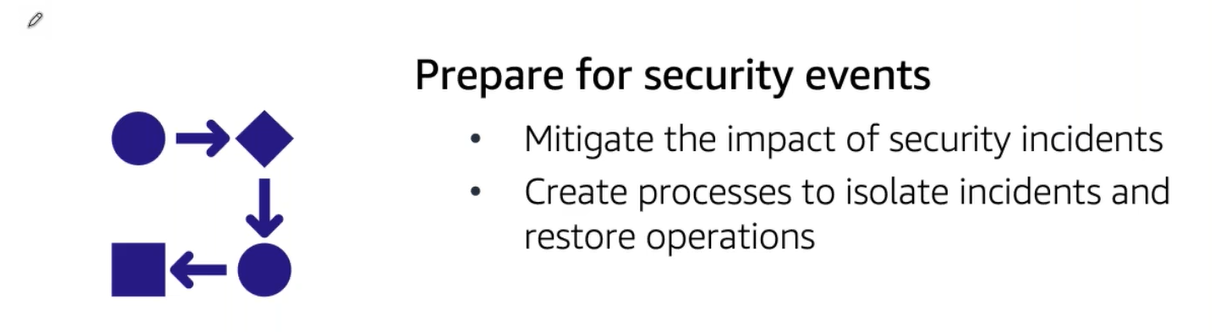 Prepare for security events
• Mitigate the impact of security incidents
• Create processes to isolate incidents and
restore operations